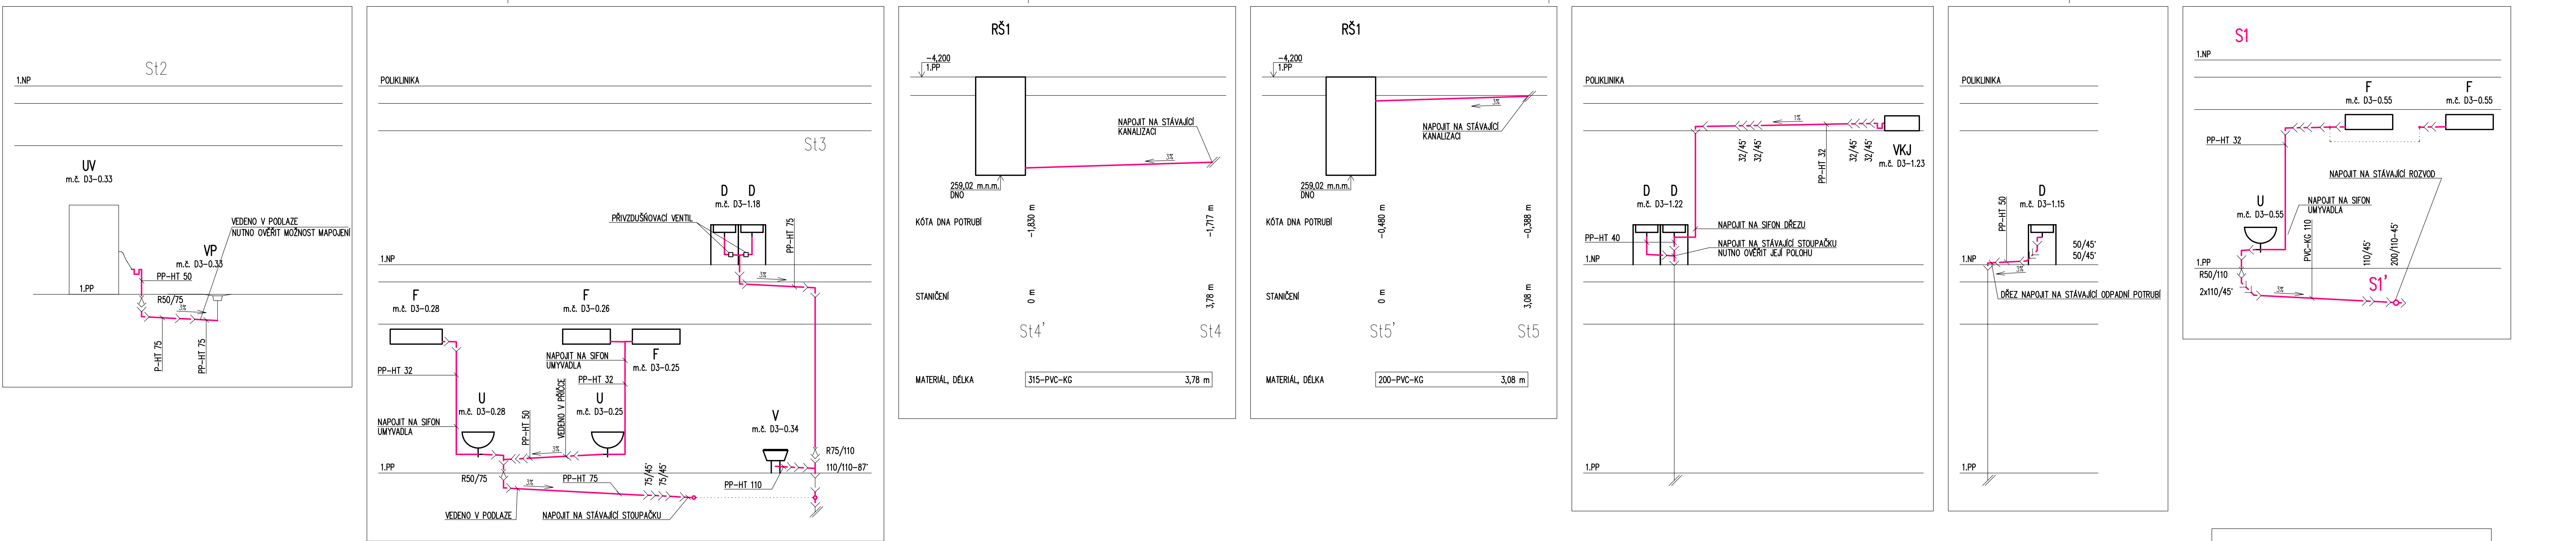 St2
1.NP
UV
m.č. D3-0.33
VEDENO V PODLAZE
NUTNO OVĚŘIT MOŽNOST MAPOJENÍ
VP
m.č. D3-0.33
PP-HT 50
1.PP
R50/75
3%
P-HT 75
PP-HT 75
POLIKLINIKA
St3
D D
m.č. D3-1.18
PŘIVZDUŠŇOVACÍ VENTIL
PP-HT 75
1.NP
3%
F
m.č. D3-0.28
F
m.č. D3-0.26
NAPOJIT NA SIFON
UMYVADLA
F
m.č. D3-0.25
PP-HT 32
PP-HT 32
VEDENO V PŘÍČCE
U
m.č. D3-0.28
U
m.č. D3-0.25
PP-HT 50
V
m.č. D3-0.34
NAPOJIT NA SIFON
UMYVADLA
3%
R75/110
1.PP
110/110-87°
R50/75
3%
PP-HT 75
75/45°
75/45°
PP-HT 110
VEDENO V PODLAZE
NAPOJIT NA STÁVAJÍCÍ STOUPAČKU
RŠ1
-4,200
1.PP
NAPOJIT NA STÁVAJÍCÍ
KANALIZACI
3%
259,02 m.n.m.
DNO
KÓTA DNA POTRUBÍ
-1,830 m
-1,717 m
STANIČENÍ
0 m
3,78 m
St4'
St4
MATERIÁL, DÉLKA
315-PVC-KG
3,78 m
RŠ1
-4,200
1.PP
3%
NAPOJIT NA STÁVAJÍCÍ
KANALIZACI
259,02 m.n.m.
DNO
KÓTA DNA POTRUBÍ
-0,480 m
-0,388 m
STANIČENÍ
0 m
3,08 m
St5'
St5
MATERIÁL, DÉLKA
200-PVC-KG
3,08 m
POLIKLINIKA
1%
32/45°
32/45°
PP-HT 32
32/45°
32/45°
VKJ
m.č. D3-1.23
D D
m.č. D3-1.22
NAPOJIT NA SIFON DŘEZU
PP-HT 40
NAPOJIT NA STÁVAJÍCÍ STOUPAČKU
NUTNO OVĚŘIT JEJÍ POLOHU
1.NP
1.PP
POLIKLINIKA
D
m.č. D3-1.15
PP-HT 50
50/45°
50/45°
1.NP
3%
DŘEZ NAPOJIT NA STÁVAJÍCÍ ODPADNÍ POTRUBÍ
1.PP
S1
1.NP
F
m.č. D3-0.55
F
m.č. D3-0.55
PP-HT 32
NAPOJIT NA STÁVAJÍCÍ ROZVOD
U
m.č. D3-0.55
NAPOJIT NA SIFON
UMYVADLA
PVC-KG 110
110/45°
200/110-45°
1.PP
R50/110
S1'
2x110/45°
3%